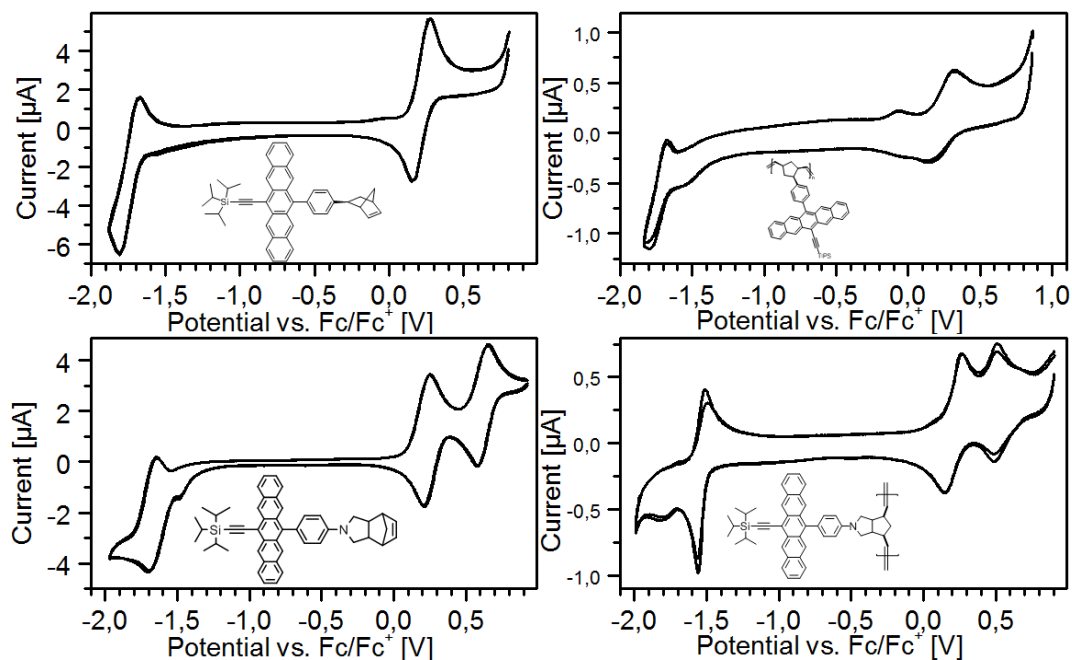 Current [µA]
4
2
0
-2
-4
-6
Si
-2,0 -1,5 -1,0 -0,5 0,0 0,5
Potential vs. Fc/Fc⁺ [V]
Current [µA]
1,0
0,5
0,0
-0,5
-1,0
n
TIPS
-2,0 -1,5 -1,0 -0,5 0,0 0,5 1,0
Potential vs. Fc/Fc⁺ [V]
Current [µA]
4
2
0
-2
-4
Si
N
-2,0 -1,5 -1,0 -0,5 0,0 0,5
Potential vs. Fc/Fc⁺ [V]
Current [µA]
0,5
0,0
-0,5
-1,0
Si
N
-2,0 -1,5 -1,0 -0,5 0,0 0,5
Potential vs. Fc/Fc⁺ [V]